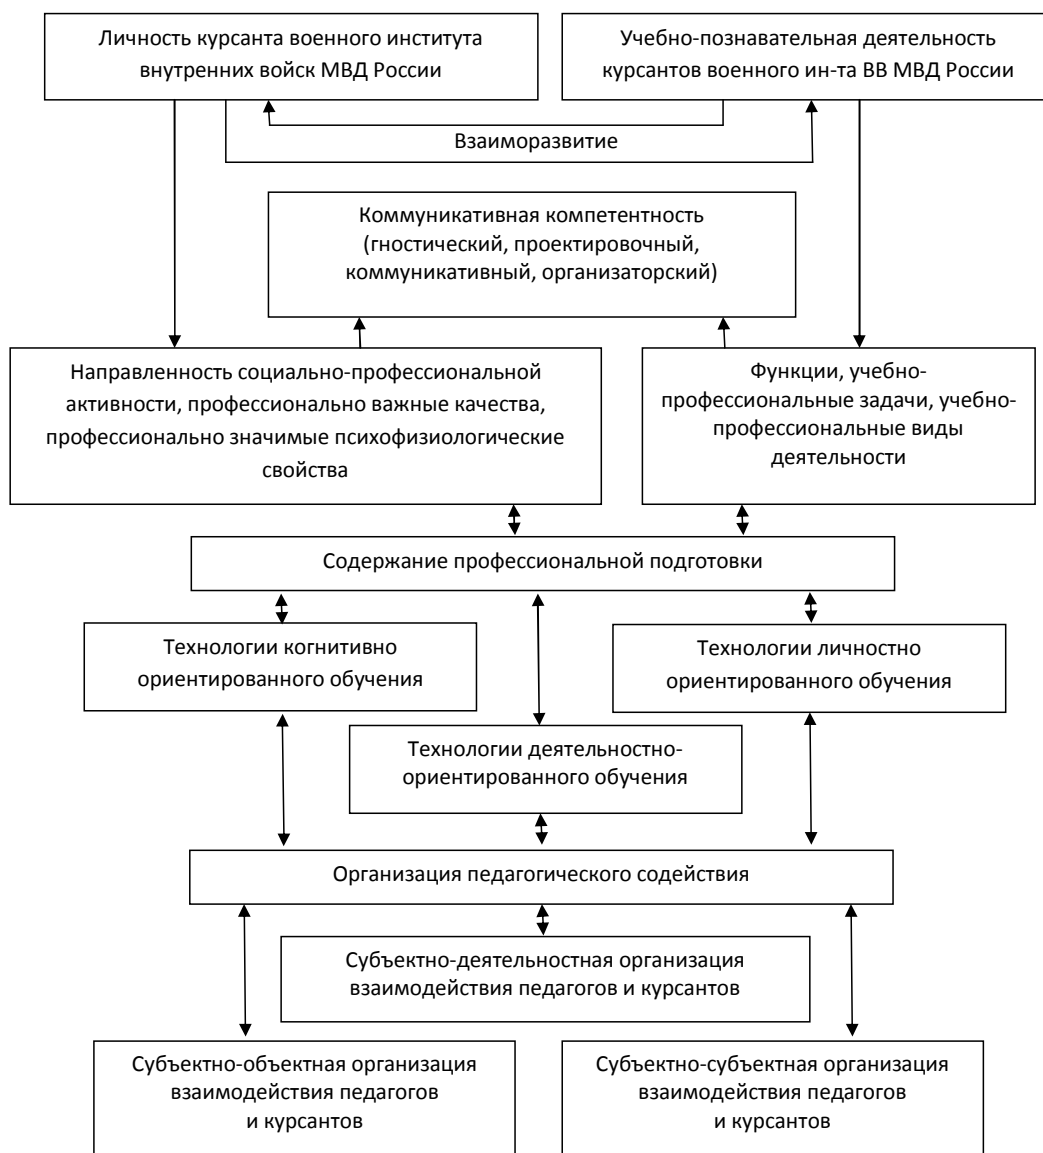 Личность курсанта военного института
внутренних войск МВД России
Учебно-познавательная деятельность
курсантов военного ин-та ВВ МВД России
Взаиморазвитие
Коммуникативная компетентность
(гностический, проектировочный,
коммуникативный, организаторский)
Направленность социально-профессиональной
активности, профессионально важные качества,
профессионально значимые психофизиологические
свойства
Функции, учебно-
профессиональные задачи, учебно-
профессиональные виды
деятельности
Содержание профессиональной подготовки
Технологии когнитивно
ориентированного обучения
Технологии личностно
ориентированного обучения
Технологии деятельностно-
ориентированного обучения
Организация педагогического содействия
Субъектно-деятельностная организация
взаимодействия педагогов и курсантов
Субъектно-объектная организация
взаимодействия педагогов
и курсантов
Субъектно-субъектная организация
взаимодействия педагогов
и курсантов